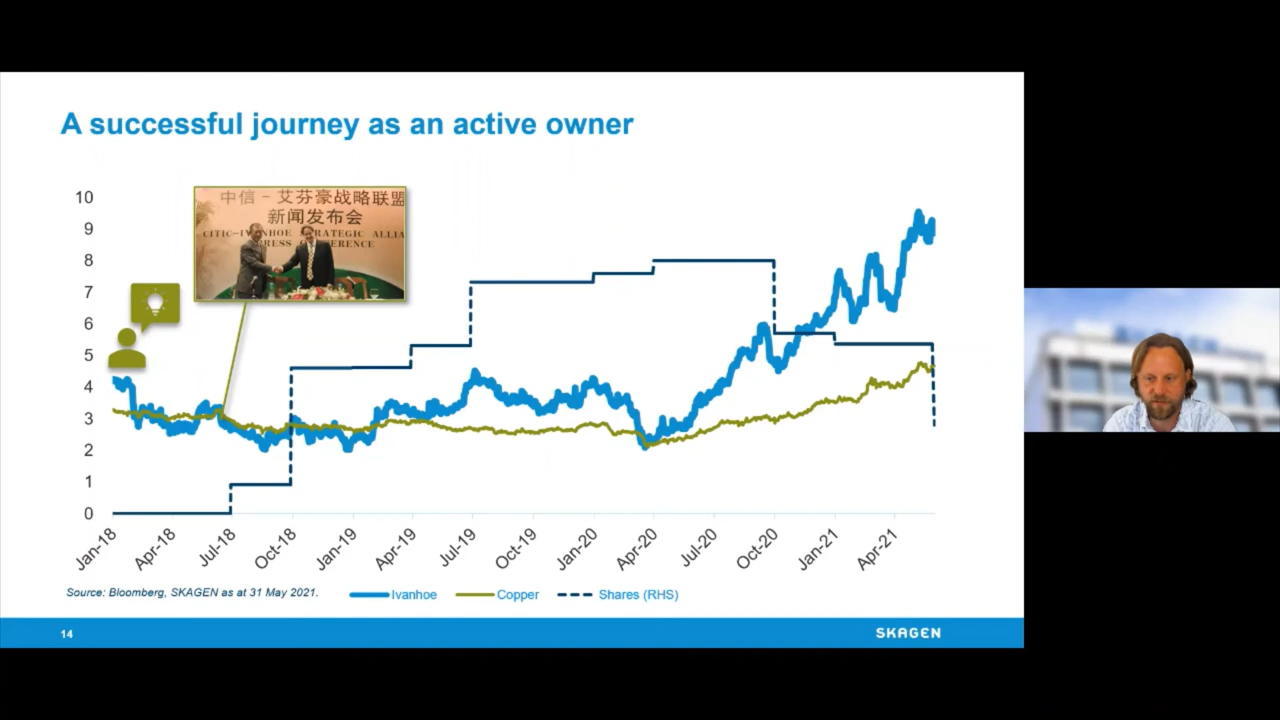 A successful journey as an active owner
10
9
8
7
6
5
4
3
2
1
0
中信－艾芬豪战略联盟
新闻发布会
CITIC-IVANHOE STRATEGIC ALLIA
PRESS CONFERENCE
Jan-18
Apr-18
Jul-18
Oct-18
Jan-19
Apr-19
Jul-19
Oct-19
Jan-20
Apr-20
Jul-20
Oct-20
Jan-21
Apr-21
Source: Bloomberg, SKAGEN as at 31 May 2021.
Ivanhoe Copper Shares (RHS)
14
SKAGEN